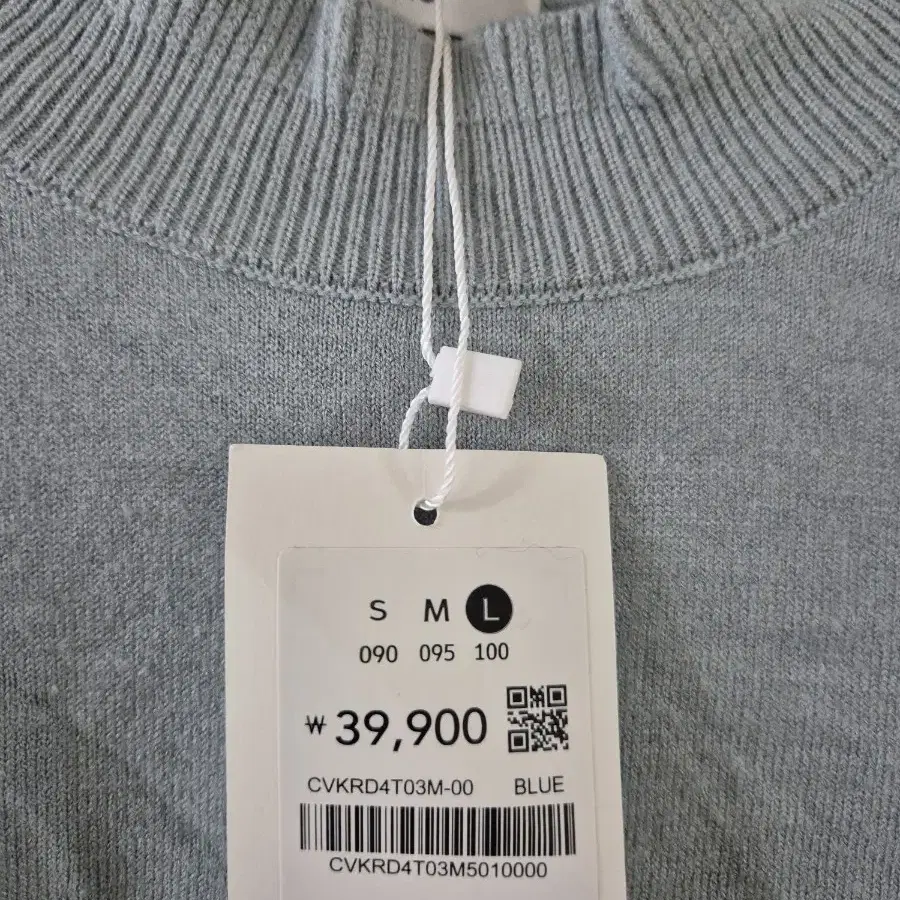 S M L
090 095 100
₩39,900
CVKRD4T03M-00 BLUE
CVKRD4T03M5010000